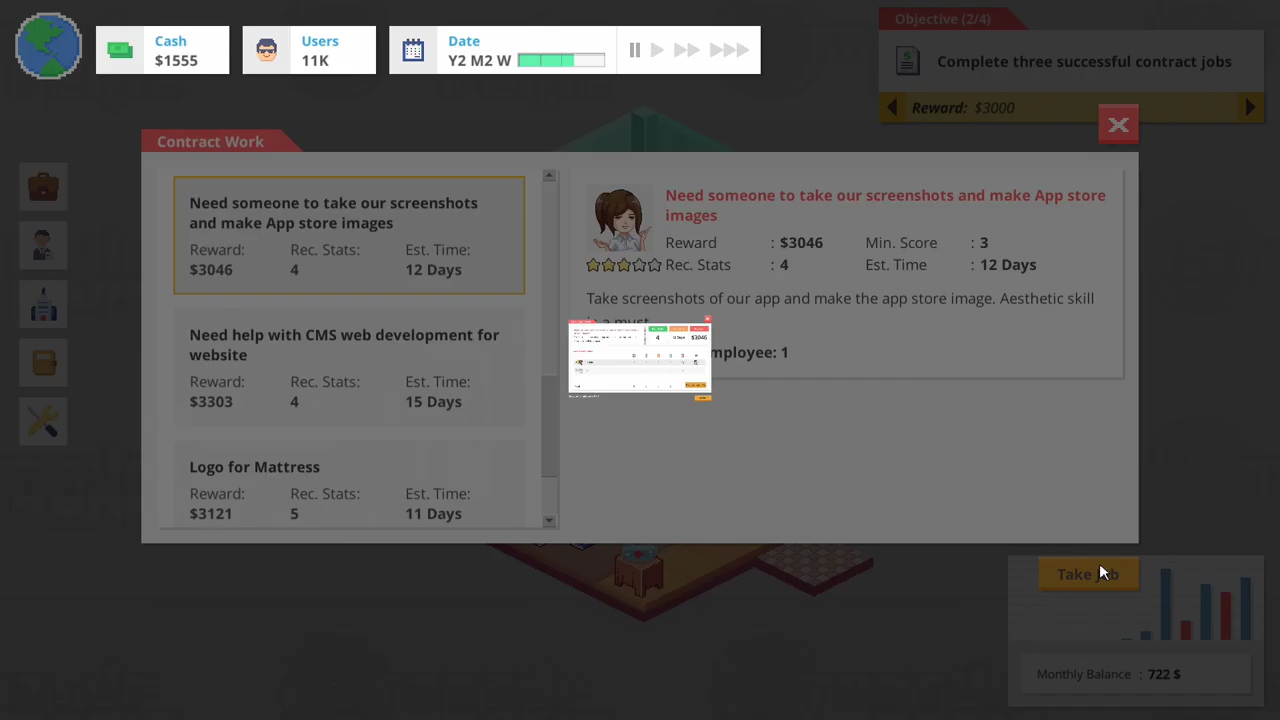 Cash
$1555
Users
11K
Date
Y2 M2 W
Objective (2/4)
Complete three successful contract jobs
Reward: $3000
Contract Work
Need someone to take our screenshots
and make App store images
Reward: Rec. Stats: Est. Time:
$3046 4 12 Days
Need help with CMS web development for
website
Reward: Rec. Stats: Est. Time:
$3303 4 15 Days
Logo for Mattress
Reward: Rec. Stats: Est. Time:
$3121 5 11 Days
Need someone to take our screenshots and make App store
images
Reward : $3046 Min. Score : 3
Rec. Stats : 4 Est. Time : 12 Days
Take screenshots of our app and make the app store image. Aesthetic skill
a must
mployee: 1
4
$3046
Take Job
Monthly Balance : 722 $